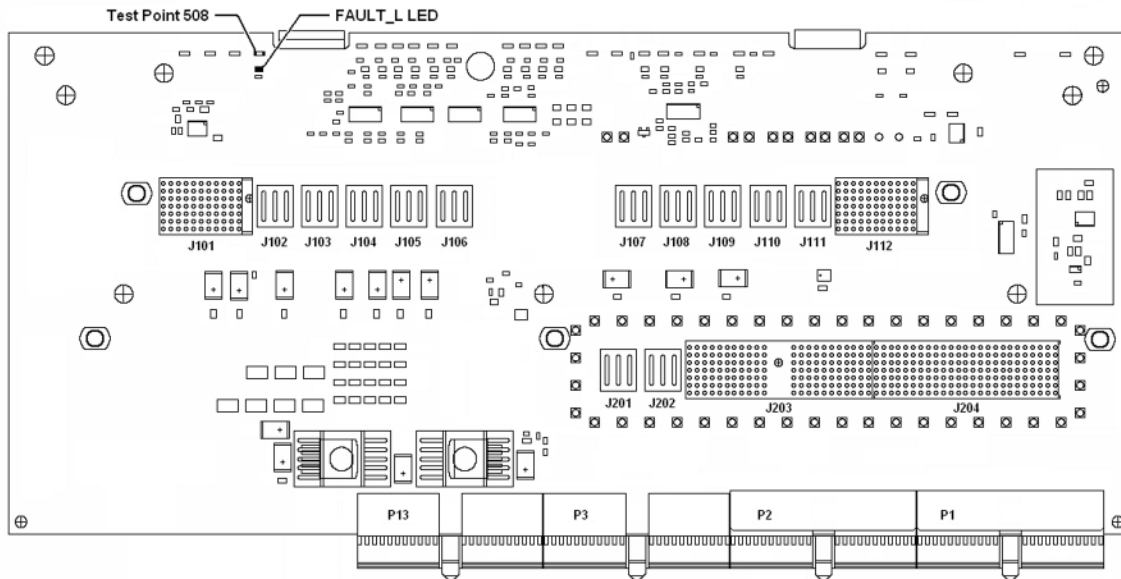 Test Point 508 FAULT_L LED
J101 J102 J103 J104 J105 J106 J107 J108 J109 J110 J111 J112
J201 J202 J203 J204
P13 P3 P2 P1